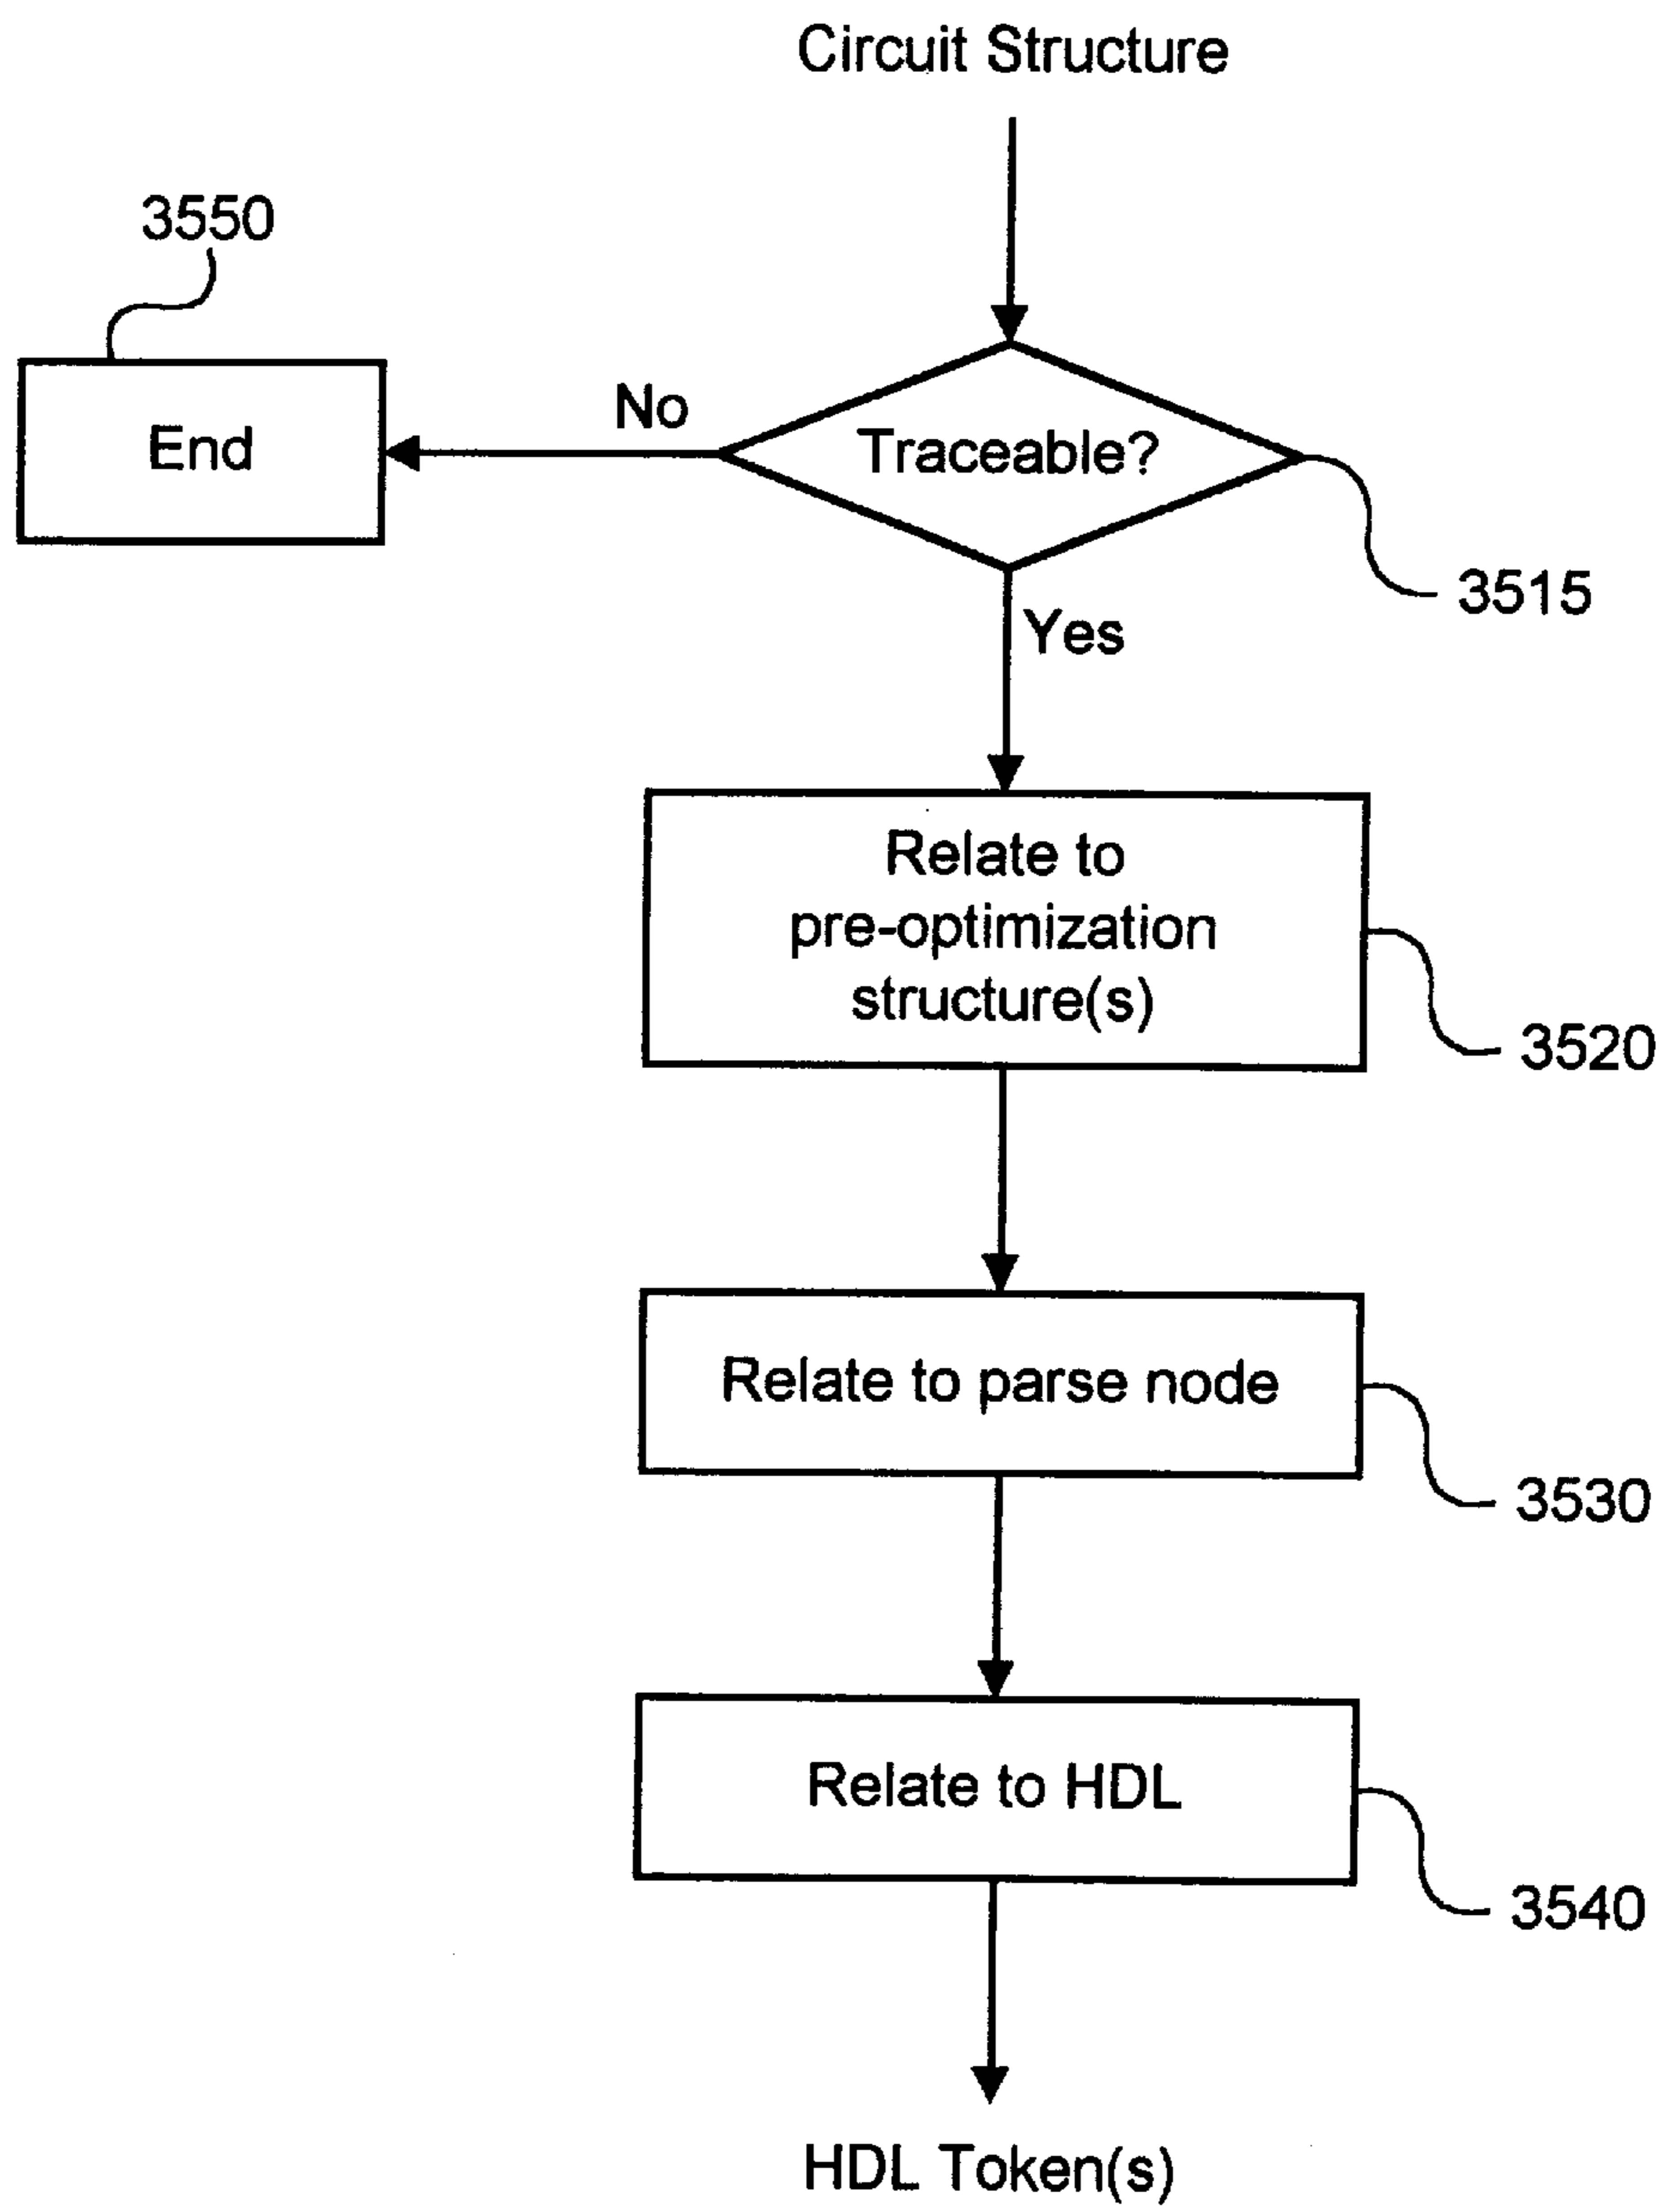 Circuit Structure
3550
End
No
Traceable?
3515
Yes
Relate to
pre-optimization
structure(s)
3520
Relate to parse node
3530
Relate to HDL
3540
HDL Token(s)